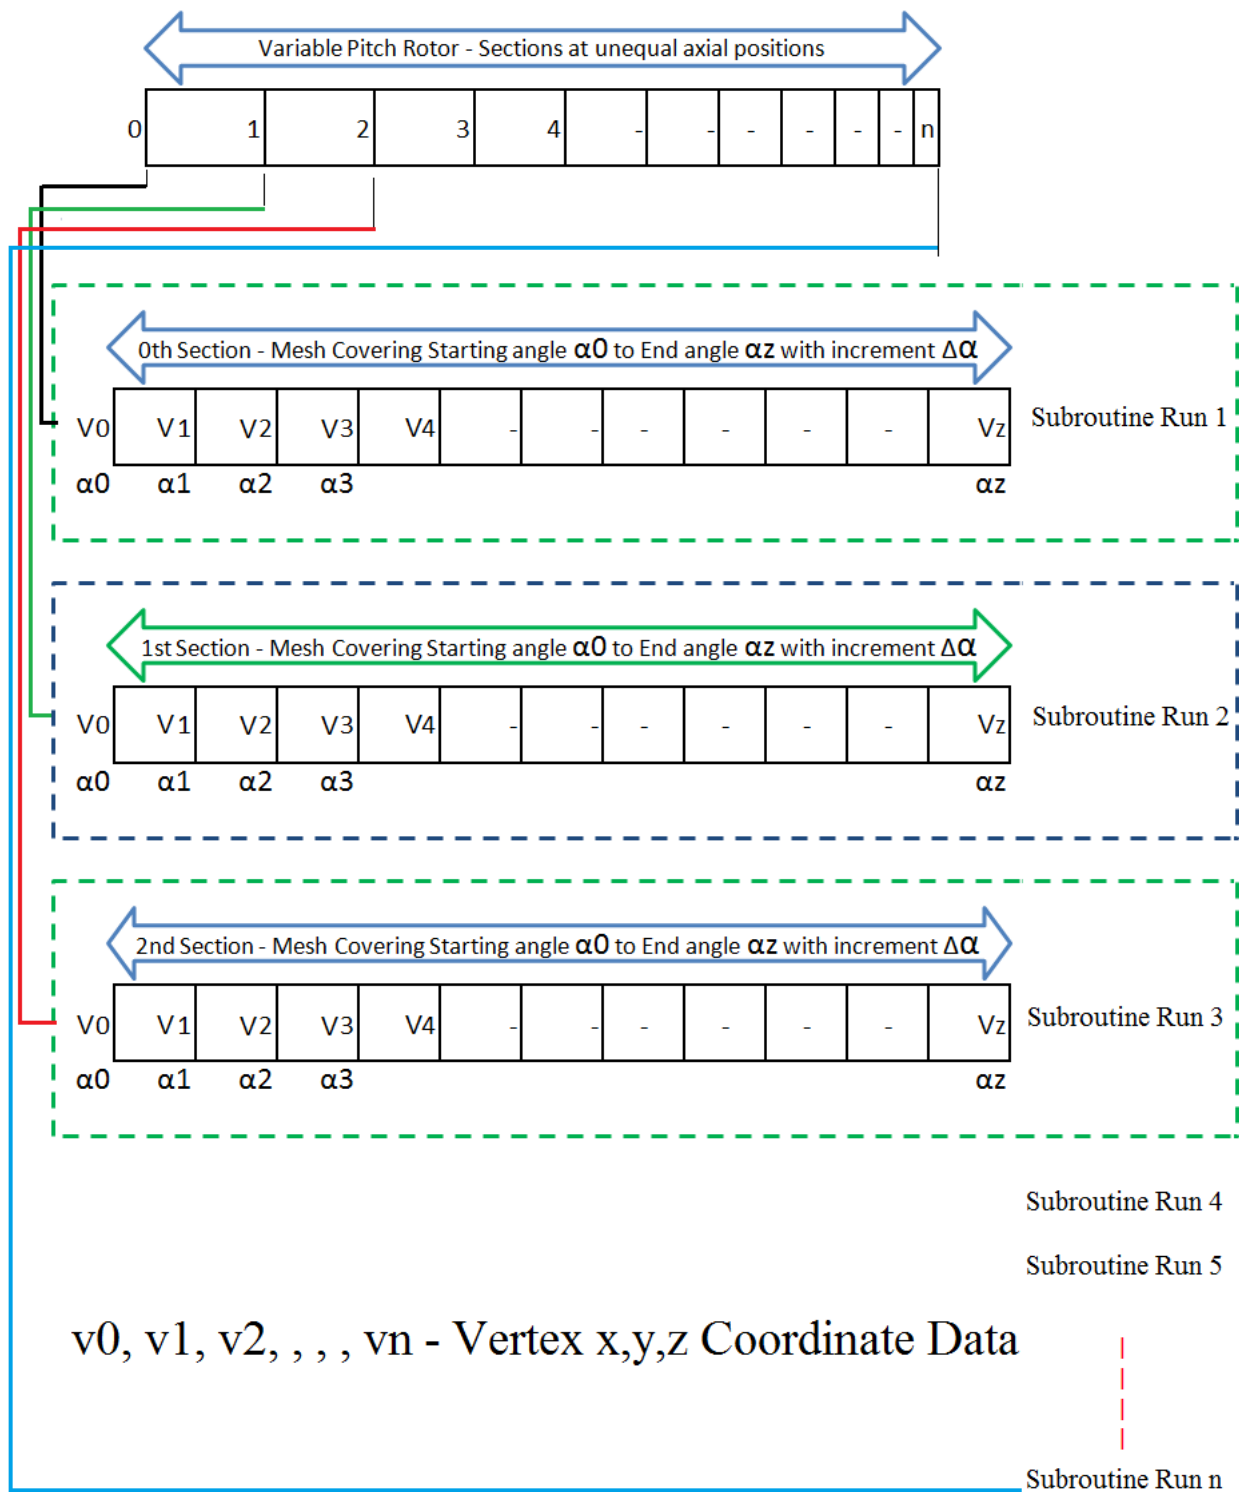 Variable Pitch Rotor - Sections at unequal axial positions
0 1 2 3 4 - - - - - - n
0th Section - Mesh Covering Starting angle α0 to End angle αz with increment Δα
V0 V1 V2 V3 V4 - - - - - - Vz
Subroutine Run 1
α0 α1 α2 α3 αz
1st Section - Mesh Covering Starting angle α0 to End angle αz with increment Δα
V0 V1 V2 V3 V4 - - - - - - Vz
Subroutine Run 2
α0 α1 α2 α3 αz
2nd Section - Mesh Covering Starting angle α0 to End angle αz with increment Δα
V0 V1 V2 V3 V4 - - - - - - Vz
Subroutine Run 3
α0 α1 α2 α3 αz
Subroutine Run 4
Subroutine Run 5
v0, v1, v2, , , , vn - Vertex x,y,z Coordinate Data
Subroutine Run n